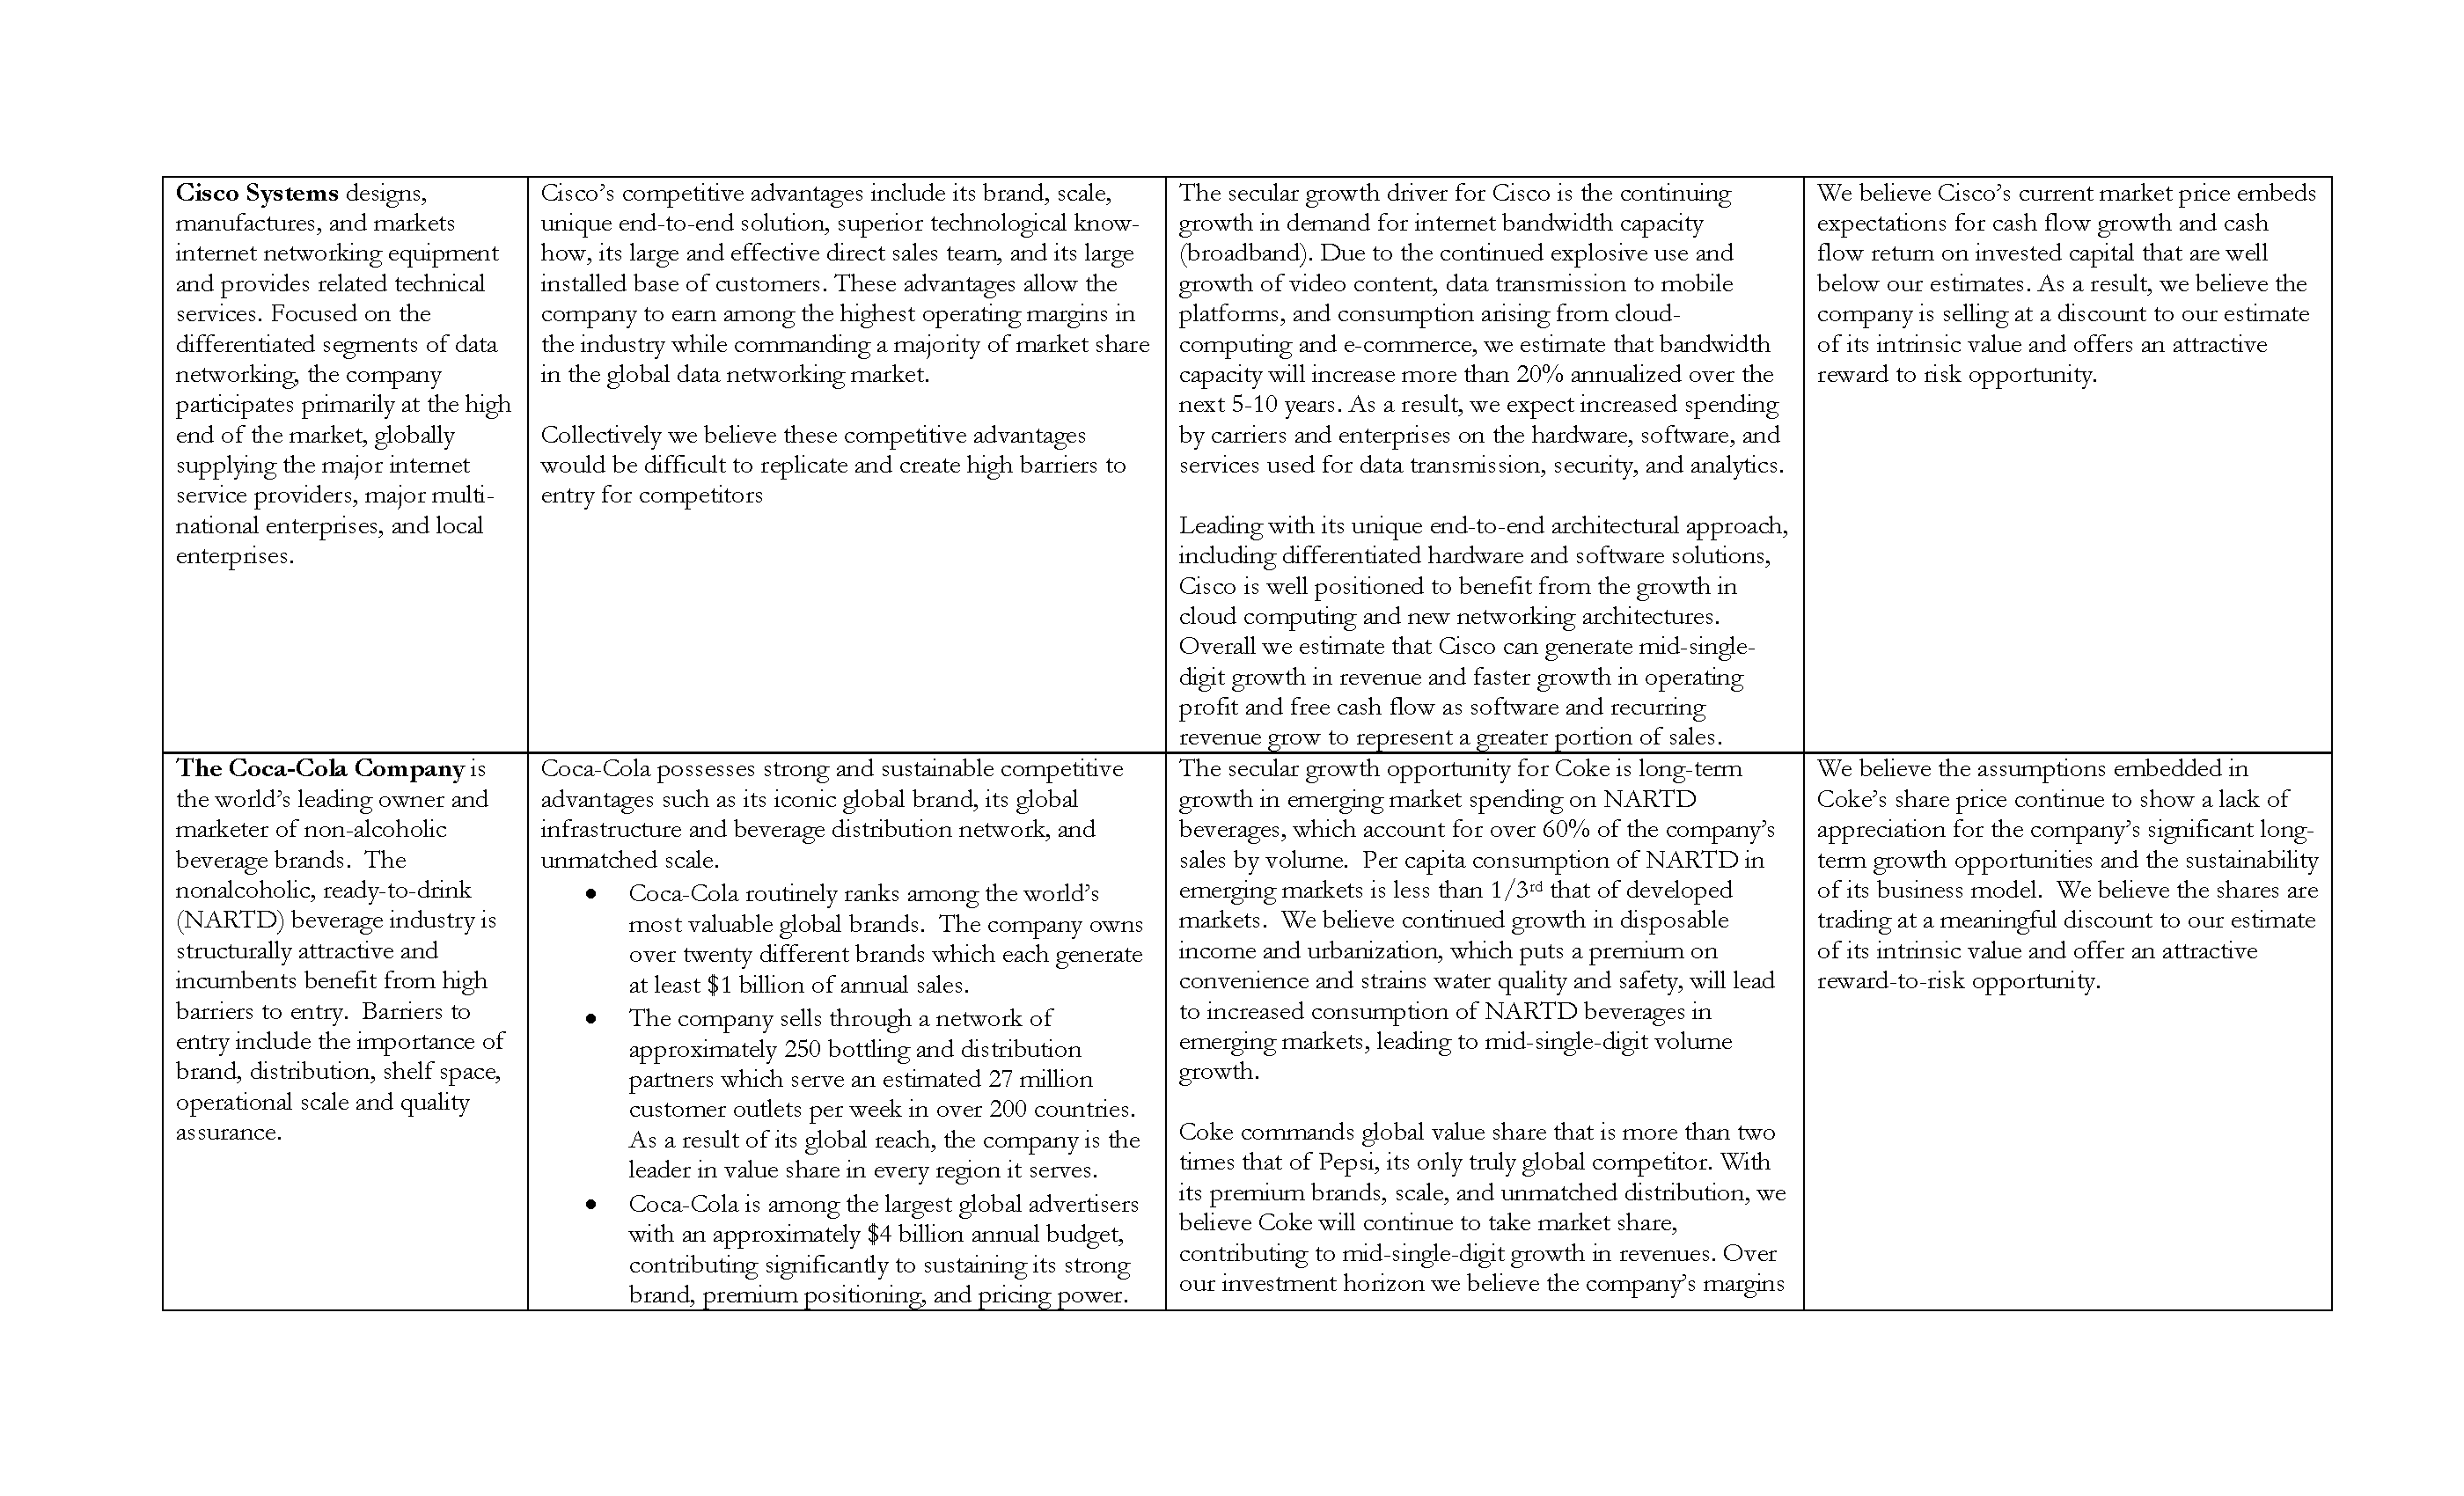 Cisco Systems designs,
manufactures, and markets
internet networking equipment
and provides related technical
services. Focused on the
differentiated segments of data
networking, the company
participates primarily at the high
end of the market, globally
supplying the major internet
service providers, major multi-
national enterprises, and local
enterprises.
Cisco’s competitive advantages include its brand, scale,
unique end-to-end solution, superior technological know-
how, its large and effective direct sales team, and its large
installed base of customers. These advantages allow the
company to earn among the highest operating margins in
the industry while commanding a majority of market share
in the global data networking market.
Collectively we believe these competitive advantages
would be difficult to replicate and create high barriers to
entry for competitors
The secular growth driver for Cisco is the continuing
growth in demand for internet bandwidth capacity
(broadband). Due to the continued explosive use and
growth of video content, data transmission to mobile
platforms, and consumption arising from cloud-
computing and e-commerce, we estimate that bandwidth
capacity will increase more than 20% annualized over the
next 5-10 years. As a result, we expect increased spending
by carriers and enterprises on the hardware, software, and
services used for data transmission, security, and analytics.
Leading with its unique end-to-end architectural approach,
including differentiated hardware and software solutions,
Cisco is well positioned to benefit from the growth in
cloud computing and new networking architectures.
Overall we estimate that Cisco can generate mid-single-
digit growth in revenue and faster growth in operating
profit and free cash flow as software and recurring
revenue grow to represent a greater portion of sales.
We believe Cisco’s current market price embeds
expectations for cash flow growth and cash
flow return on invested capital that are well
below our estimates. As a result, we believe the
company is selling at a discount to our estimate
of its intrinsic value and offers an attractive
reward to risk opportunity.
The Coca-Cola Company is
the world’s leading owner and
marketer of non-alcoholic
beverage brands.  The
nonalcoholic, ready-to-drink
(NARTD) beverage industry is
structurally attractive and
incumbents benefit from high
barriers to entry.  Barriers to
entry include the importance of
brand, distribution, shelf space,
operational scale and quality
assurance.
Coca-Cola possesses strong and sustainable competitive
advantages such as its iconic global brand, its global
infrastructure and beverage distribution network, and
unmatched scale.
• Coca-Cola routinely ranks among the world’s
most valuable global brands.  The company owns
over twenty different brands which each generate
at least $1 billion of annual sales.
• The company sells through a network of
approximately 250 bottling and distribution
partners which serve an estimated 27 million
customer outlets per week in over 200 countries.
As a result of its global reach, the company is the
leader in value share in every region it serves.
• Coca-Cola is among the largest global advertisers
with an approximately $4 billion annual budget,
contributing significantly to sustaining its strong
brand, premium positioning, and pricing power.
The secular growth opportunity for Coke is long-term
growth in emerging market spending on NARTD
beverages, which account for over 60% of the company’s
sales by volume.  Per capita consumption of NARTD in
emerging markets is less than 1/3rd that of developed
markets.  We believe continued growth in disposable
income and urbanization, which puts a premium on
convenience and strains water quality and safety, will lead
to increased consumption of NARTD beverages in
emerging markets, leading to mid-single-digit volume
growth.
Coke commands global value share that is more than two
times that of Pepsi, its only truly global competitor. With
its premium brands, scale, and unmatched distribution, we
believe Coke will continue to take market share,
contributing to mid-single-digit growth in revenues. Over
our investment horizon we believe the company’s margins
We believe the assumptions embedded in
Coke’s share price continue to show a lack of
appreciation for the company’s significant long-
term growth opportunities and the sustainability
of its business model.  We believe the shares are
trading at a meaningful discount to our estimate
of its intrinsic value and offer an attractive
reward-to-risk opportunity.